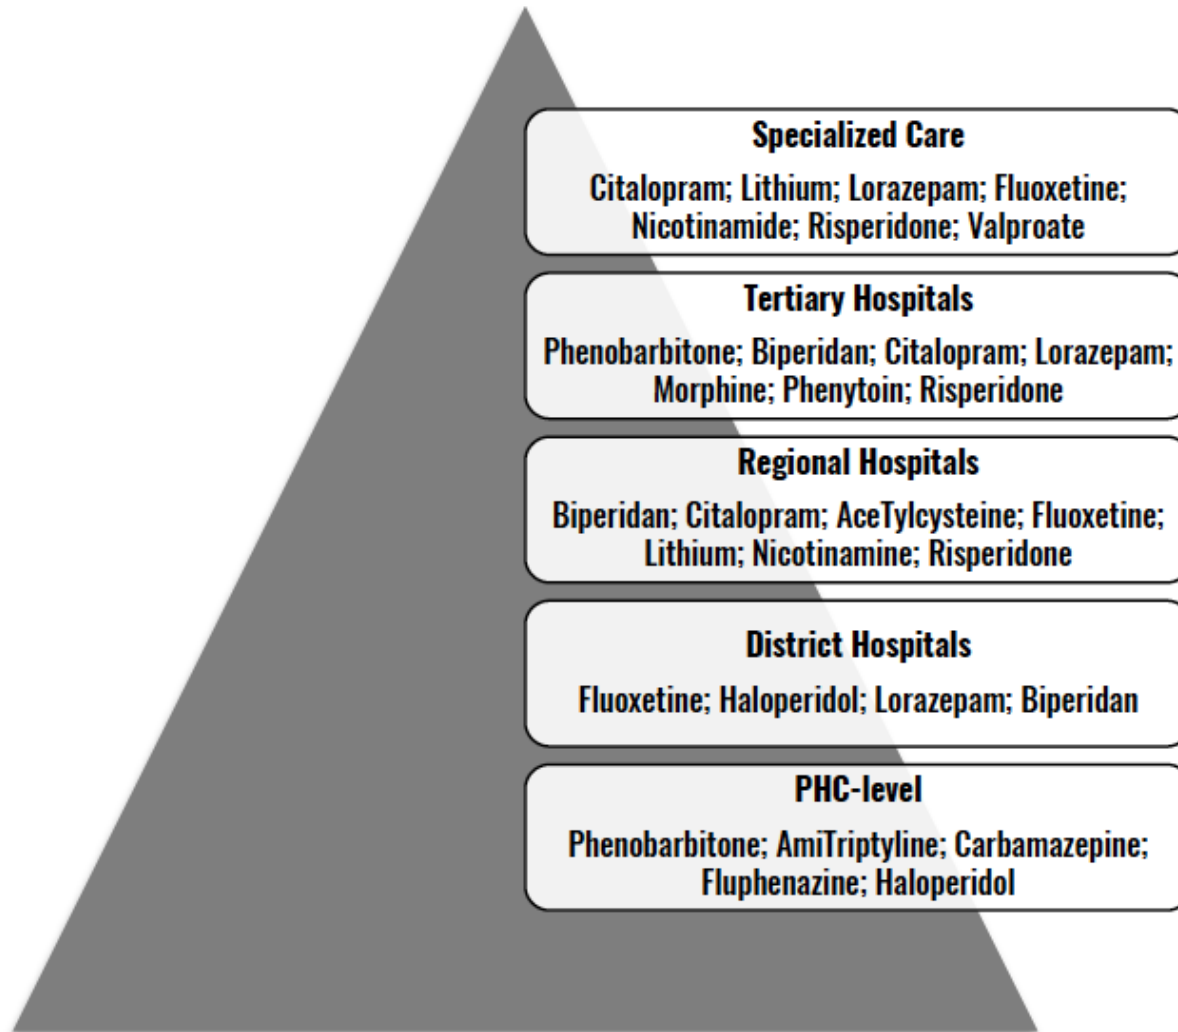 Specialized Care
Citalopram; Lithium; Lorazepam; Fluoxetine;
Nicotinamide; Risperidone; Valproate
Tertiary Hospitals
Phenobarbitone; Biperidan; Citalopram; Lorazepam;
Morphine; Phenytoin; Risperidone
Regional Hospitals
Biperidan; Citalopram; AceTylcysteine; Fluoxetine;
Lithium; Nicotinamine; Risperidone
District Hospitals
Fluoxetine; Haloperidol; Lorazepam; Biperidan
PHC-level
Phenobarbitone; AmiTriptyline; Carbamazepine;
Fluphenazine; Haloperidol